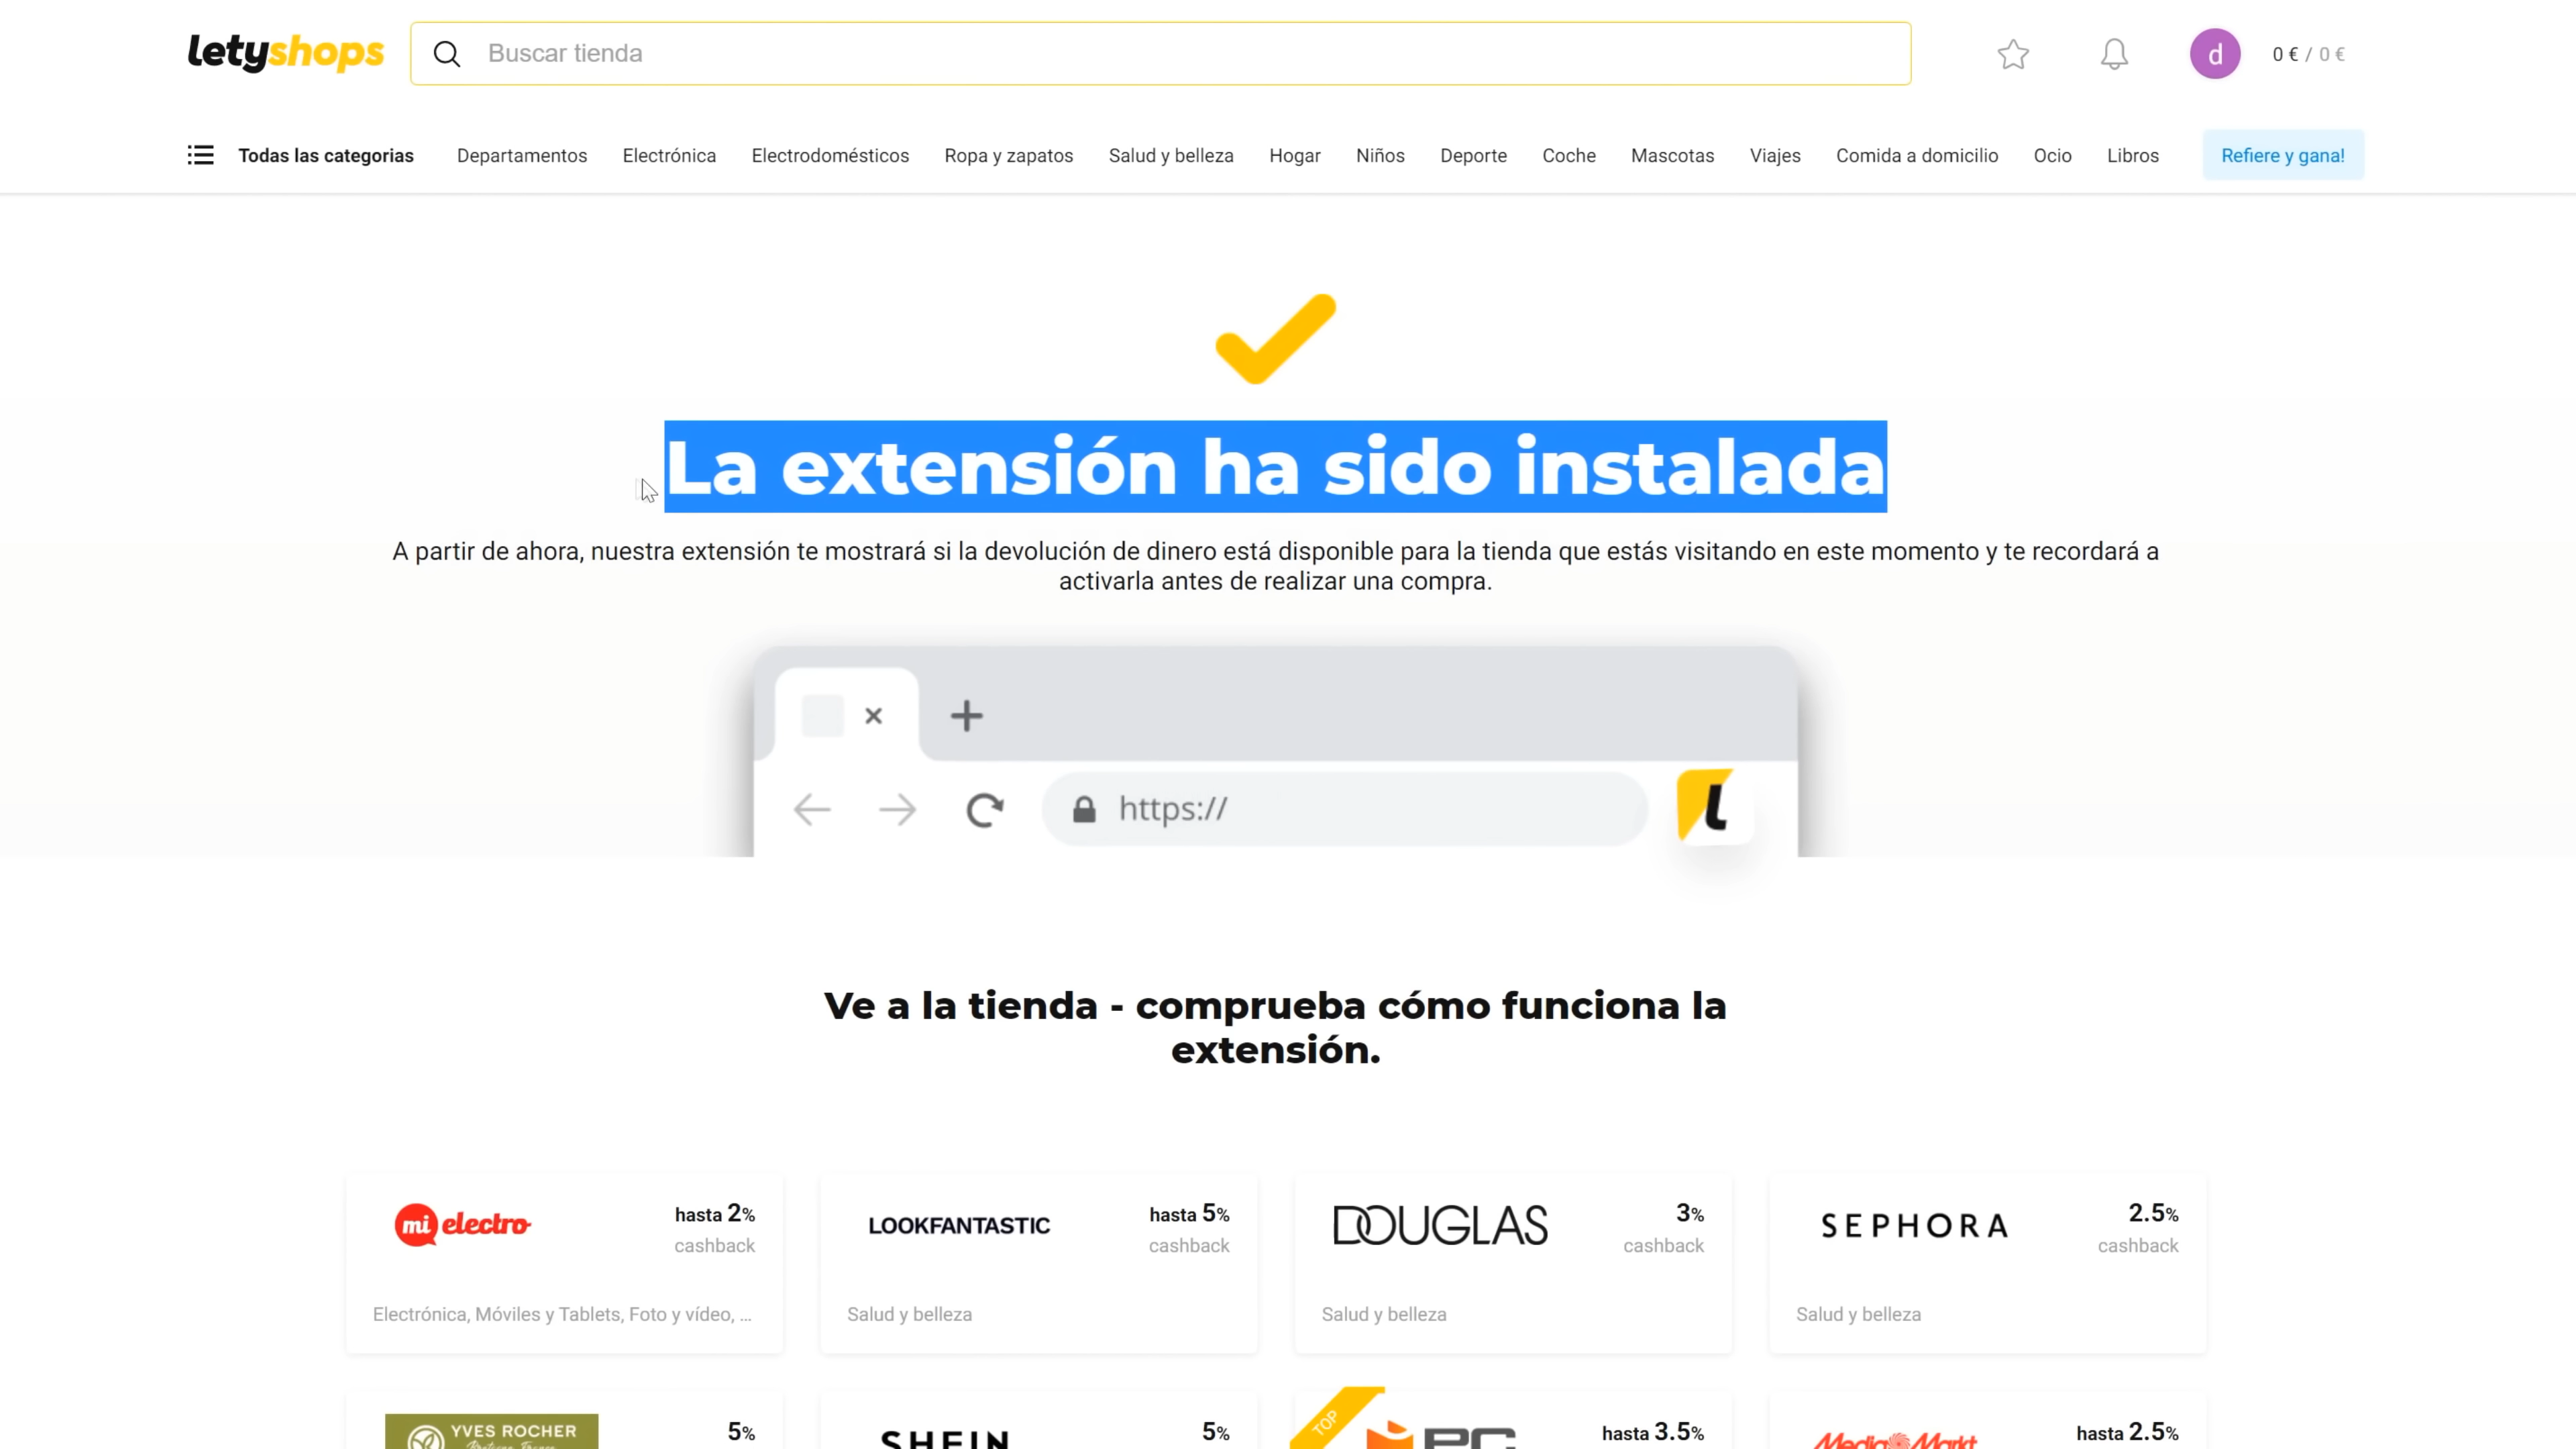 letyshops
Buscar tienda
d
0 € / 0 €
Todas las categorias
Departamentos
Electrónica
Electrodomésticos
Ropa y zapatos
Salud y belleza
Hogar
Niños
Deporte
Coche
Mascotas
Viajes
Comida a domicilio
Ocio
Libros
Refiere y gana!
La extensión ha sido instalada
A partir de ahora, nuestra extensión te mostrará si la devolución de dinero está disponible para la tienda que estás visitando en este momento y te recordará a
activarla antes de realizar una compra.
https://
l
Ve a la tienda - comprueba cómo funciona la
extensión.
mi electro
hasta 2%
cashback
Electrónica, Móviles y Tablets, Foto y vídeo, ...
LOOKFANTASTIC
hasta 5%
cashback
Salud y belleza
DOUGLAS
3%
cashback
Salud y belleza
SEPHORA
2.5%
cashback
Salud y belleza
YVES ROCHER
5%
SHEIN
5%
TOP
PC
hasta 3.5%
MediaMarkt
hasta 2.5%